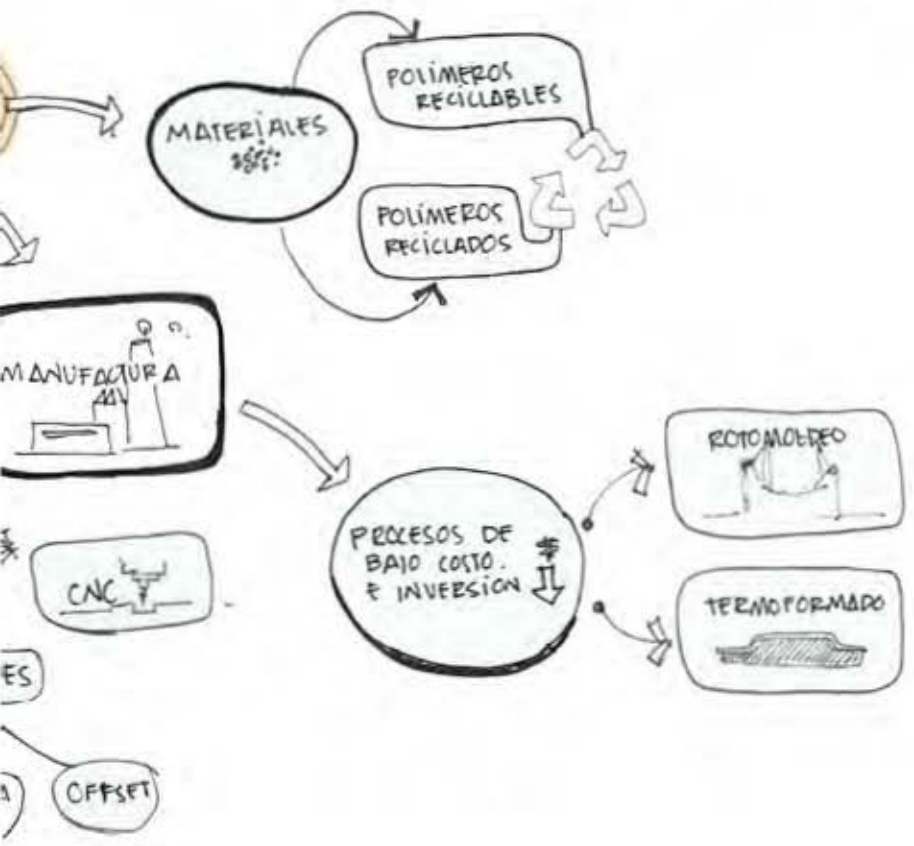 MATERIALES
POLÍMEROS
RECICLABLES
POLÍMEROS
RECICLADOS
MANUFACTURA
ROTOMOLDEO
PROCESOS DE
BAJO COSTO.
E INVERSIÓN
$
CNC
TERMOFORMADO
ES
OFFSET
A